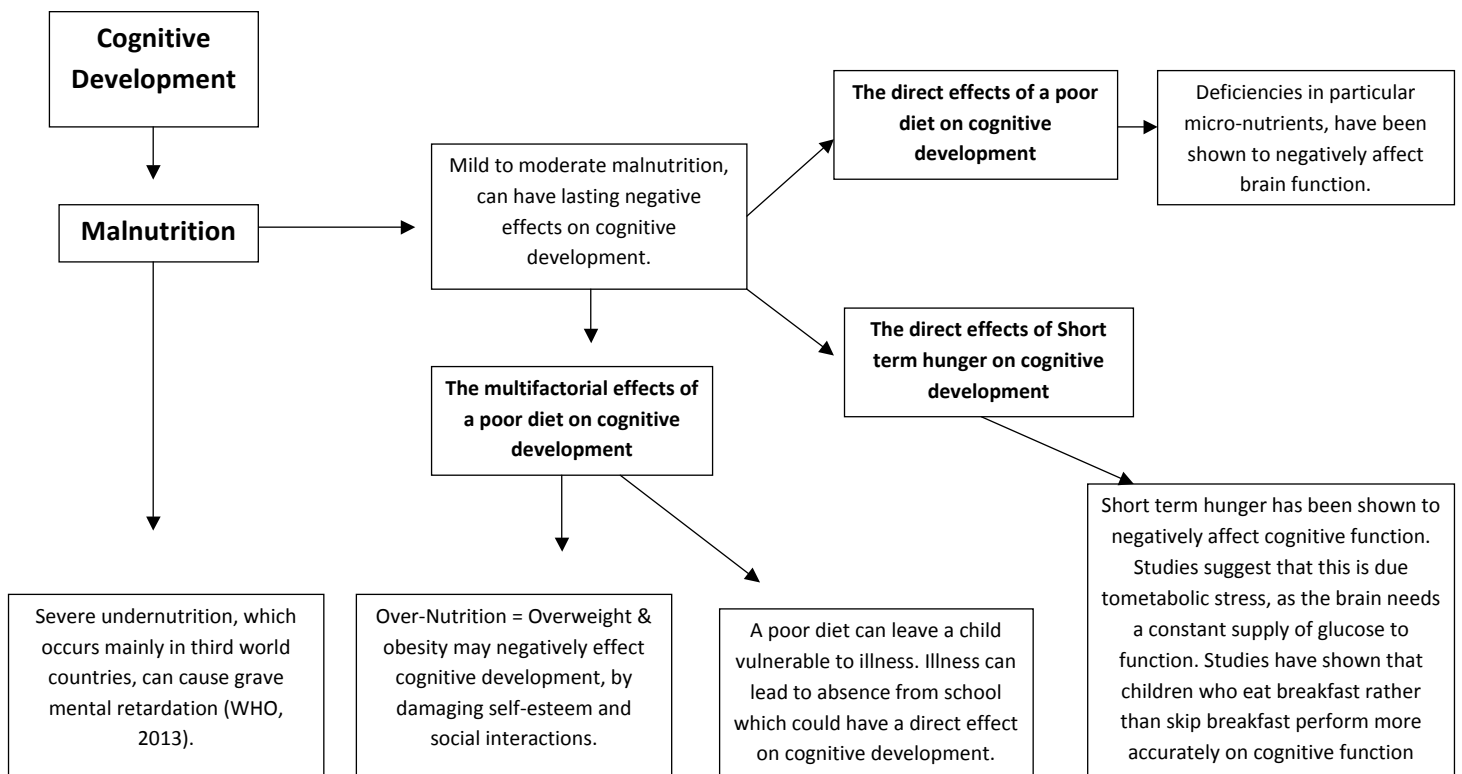 Cognitive
Development
Malnutrition
Mild to moderate malnutrition,
can have lasting negative
effects on cognitive
development.
The direct effects of a poor
diet on cognitive
development
Deficiencies in particular
micro-nutrients, have been
shown to negatively affect
brain function.
The direct effects of Short
term hunger on cognitive
development
The multifactorial effects of
a poor diet on cognitive
development
Severe undernutrition, which
occurs mainly in third world
countries, can cause grave
mental retardation (WHO,
2013).
Over-Nutrition = Overweight &
obesity may negatively effect
cognitive development, by
damaging self-esteem and
social interactions.
A poor diet can leave a child
vulnerable to illness. Illness can
lead to absence from school
which could have a direct effect
on cognitive development.
Short term hunger has been shown to
negatively affect cognitive function.
Studies suggest that this is due
tometabolic stress, as the brain needs
a constant supply of glucose to
function. Studies have shown that
children who eat breakfast rather
than skip breakfast perform more
accurately on cognitive function